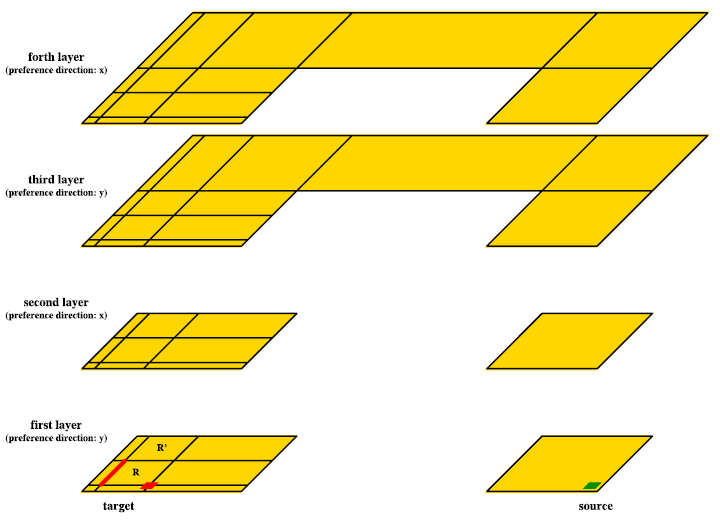 forth layer
(preference direction: x)
third layer
(preference direction: y)
second layer
(preference direction: x)
first layer
(preference direction: y)
R'
R
target
source